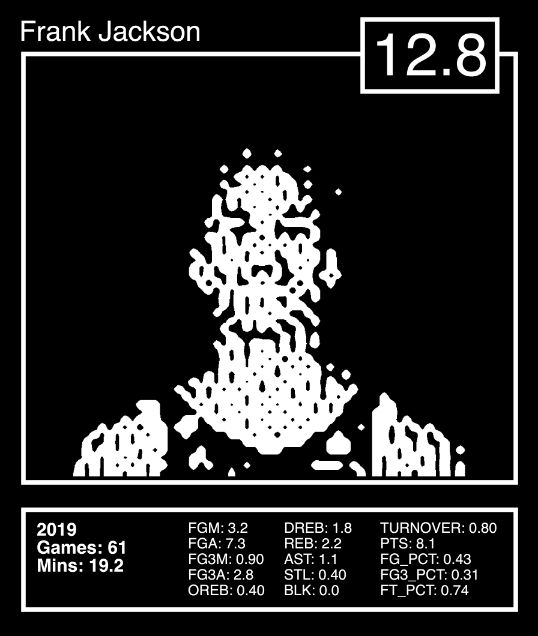 Frank Jackson
12.8
2019
Games: 61
Mins: 19.2
FGM: 3.2
FGA: 7.3
FG3M: 0.90
FG3A: 2.8
OREB: 0.40
DREB: 1.8
REB: 2.2
AST: 1.1
STL: 0.40
BLK: 0.0
TURNOVER: 0.80
PTS: 8.1
FG_PCT: 0.43
FG3_PCT: 0.31
FT_PCT: 0.74